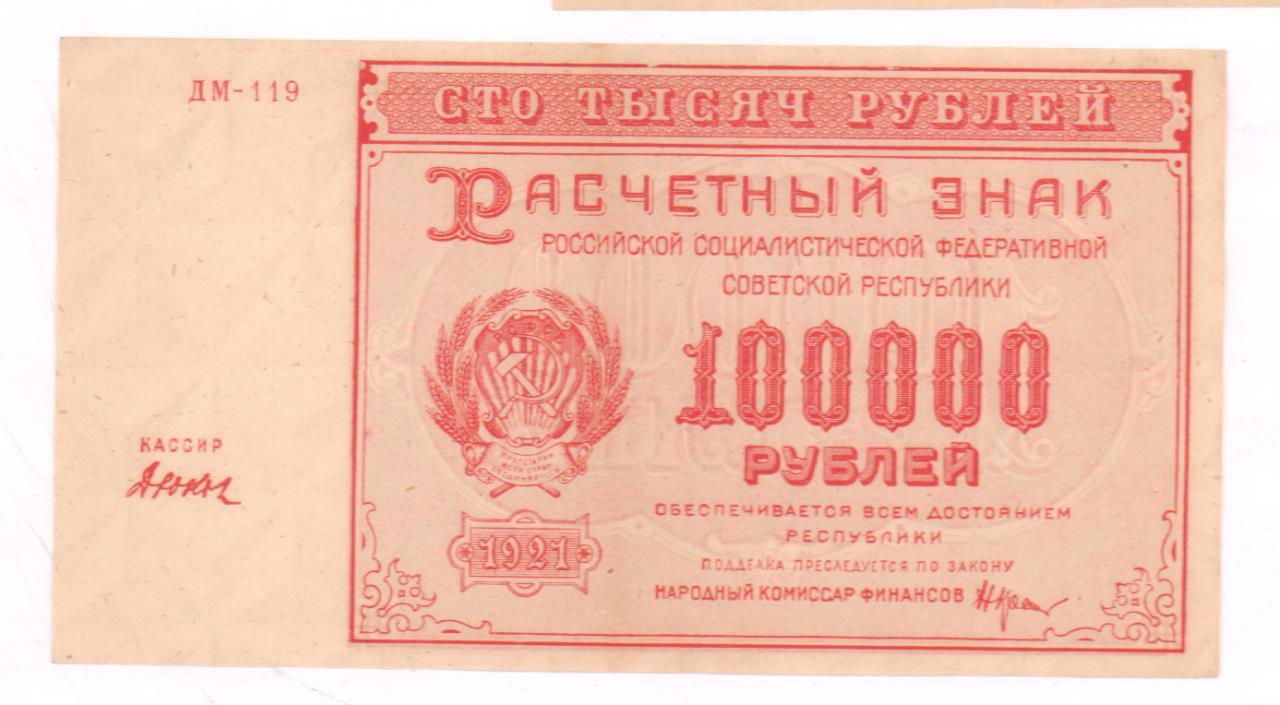 ДМ-119
СТО ТЫСЯЧ РУБЛЕЙ
РАСЧЕТНЫЙ ЗНАК
РОССИЙСКОЙ СОЦИАЛИСТИЧЕСКОЙ ФЕДЕРАТИВНОЙ
СОВЕТСКОЙ РЕСПУБЛИКИ
100000
РУБЛЕЙ
ОБЕСПЕЧИВАЕТСЯ ВСЕМ ДОСТОЯНИЕМ
РЕСПУБЛИКИ
ПОДДЕЛКА ПРЕСЛЕДУЕТСЯ ПО ЗАКОНУ
НАРОДНЫЙ КОМИССАР ФИНАНСОВ
1921
КАССИР